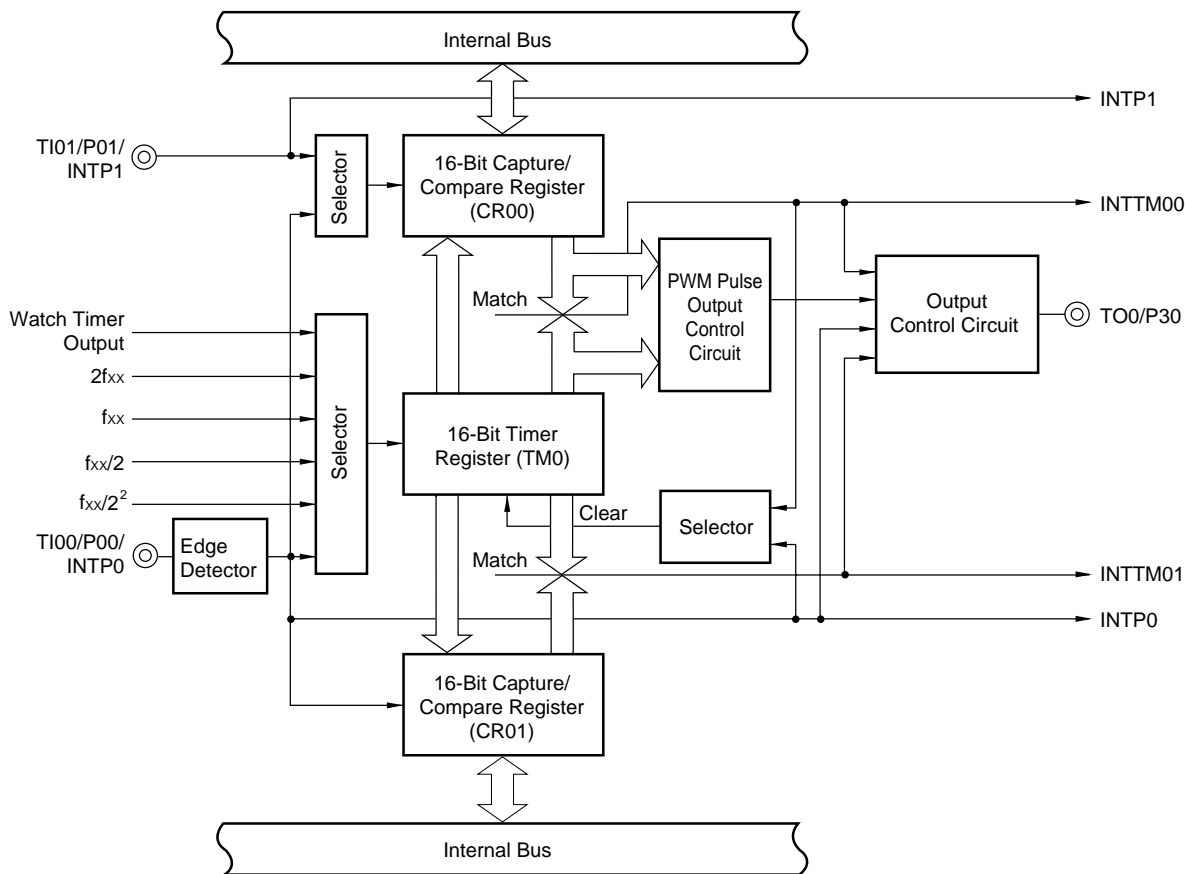 Internal Bus
INTP1
TI01/P01/
INTP1
Selector
16-Bit Capture/
Compare Register
(CR00)
INTTM00
PWM Pulse
Output
Control
Circuit
Output
Control Circuit
TO0/P30
Match
Watch Timer
Output
2fXX
fXX
fXX/2
fXX/2²
Selector
16-Bit Timer
Register (TM0)
Clear
Selector
TI00/P00/
INTP0
Edge
Detector
Match
INTTM01
INTP0
16-Bit Capture/
Compare Register
(CR01)
Internal Bus